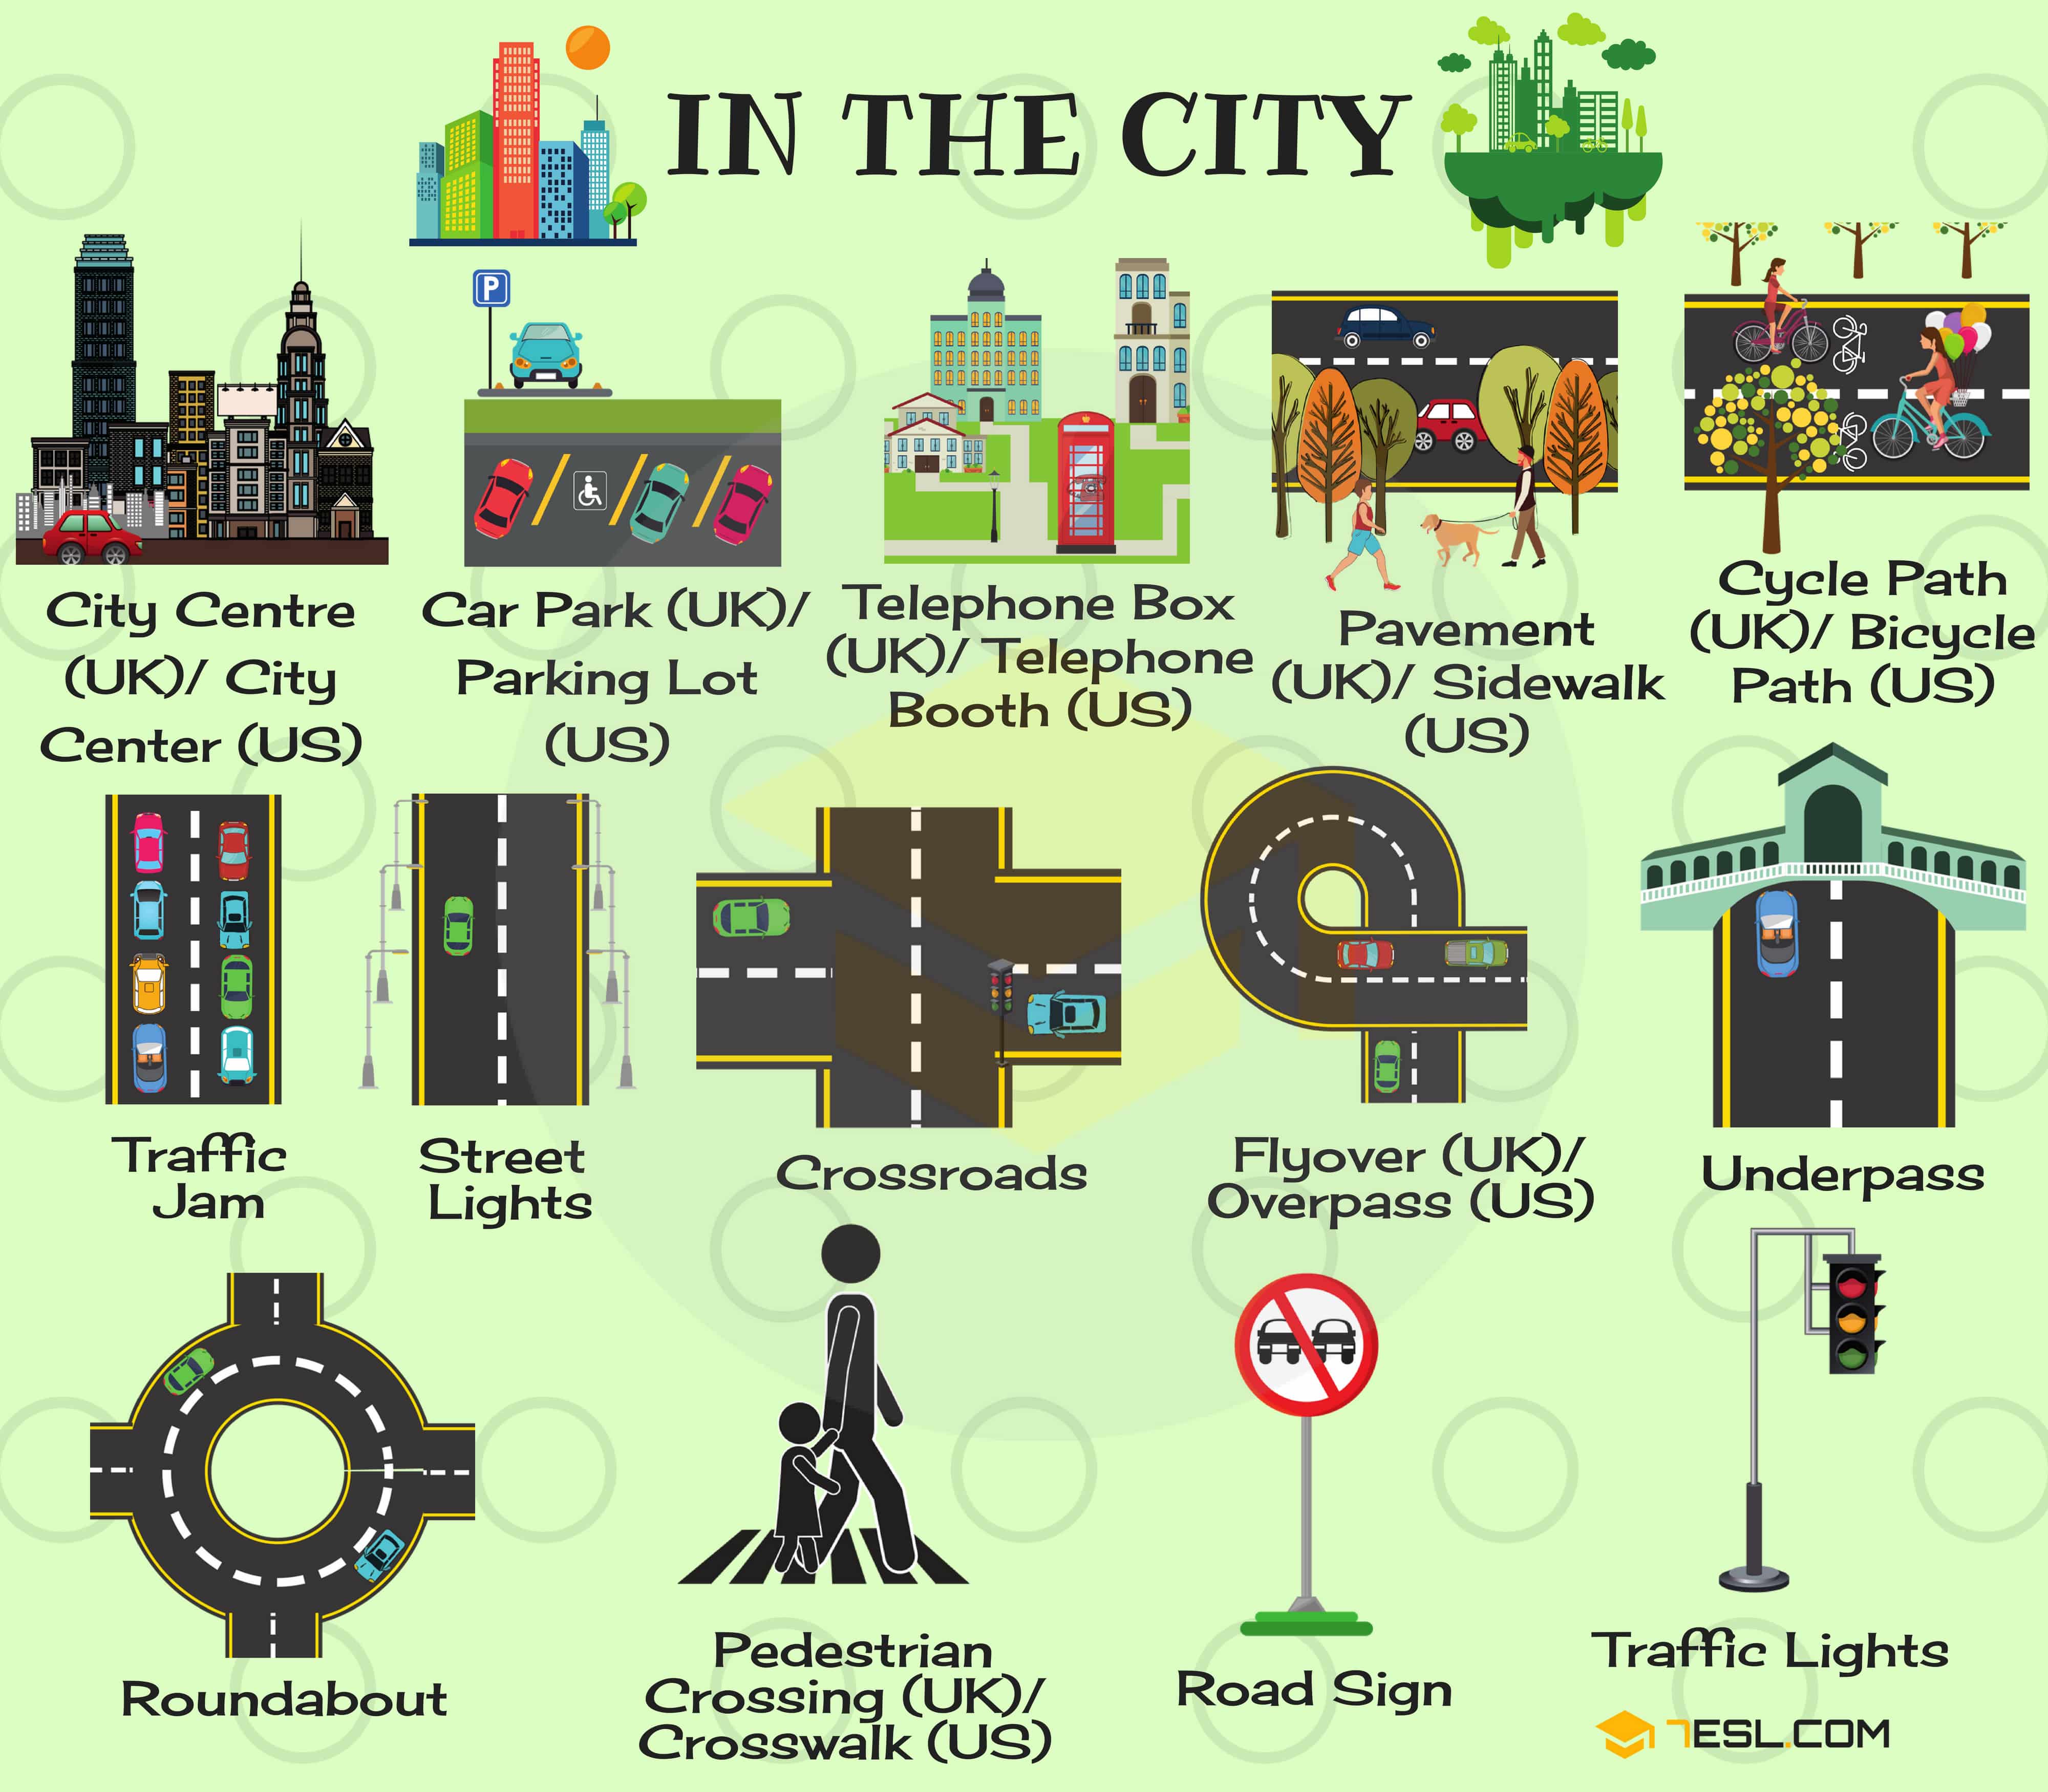 IN THE CITY
P
City Centre
(UK)/ City
Center (US)
Car Park (UK)/
Parking Lot
(US)
Telephone Box
(UK)/ Telephone
Booth (US)
Pavement
(UK)/ Sidewalk
(US)
Cycle Path
(UK)/ Bicycle
Path (US)
Traffic
Jam
Street
Lights
Crossroads
Flyover (UK)/
Overpass (US)
Underpass
Roundabout
Pedestrian
Crossing (UK)/
Crosswalk (US)
Road Sign
Traffic Lights
7ESL.COM